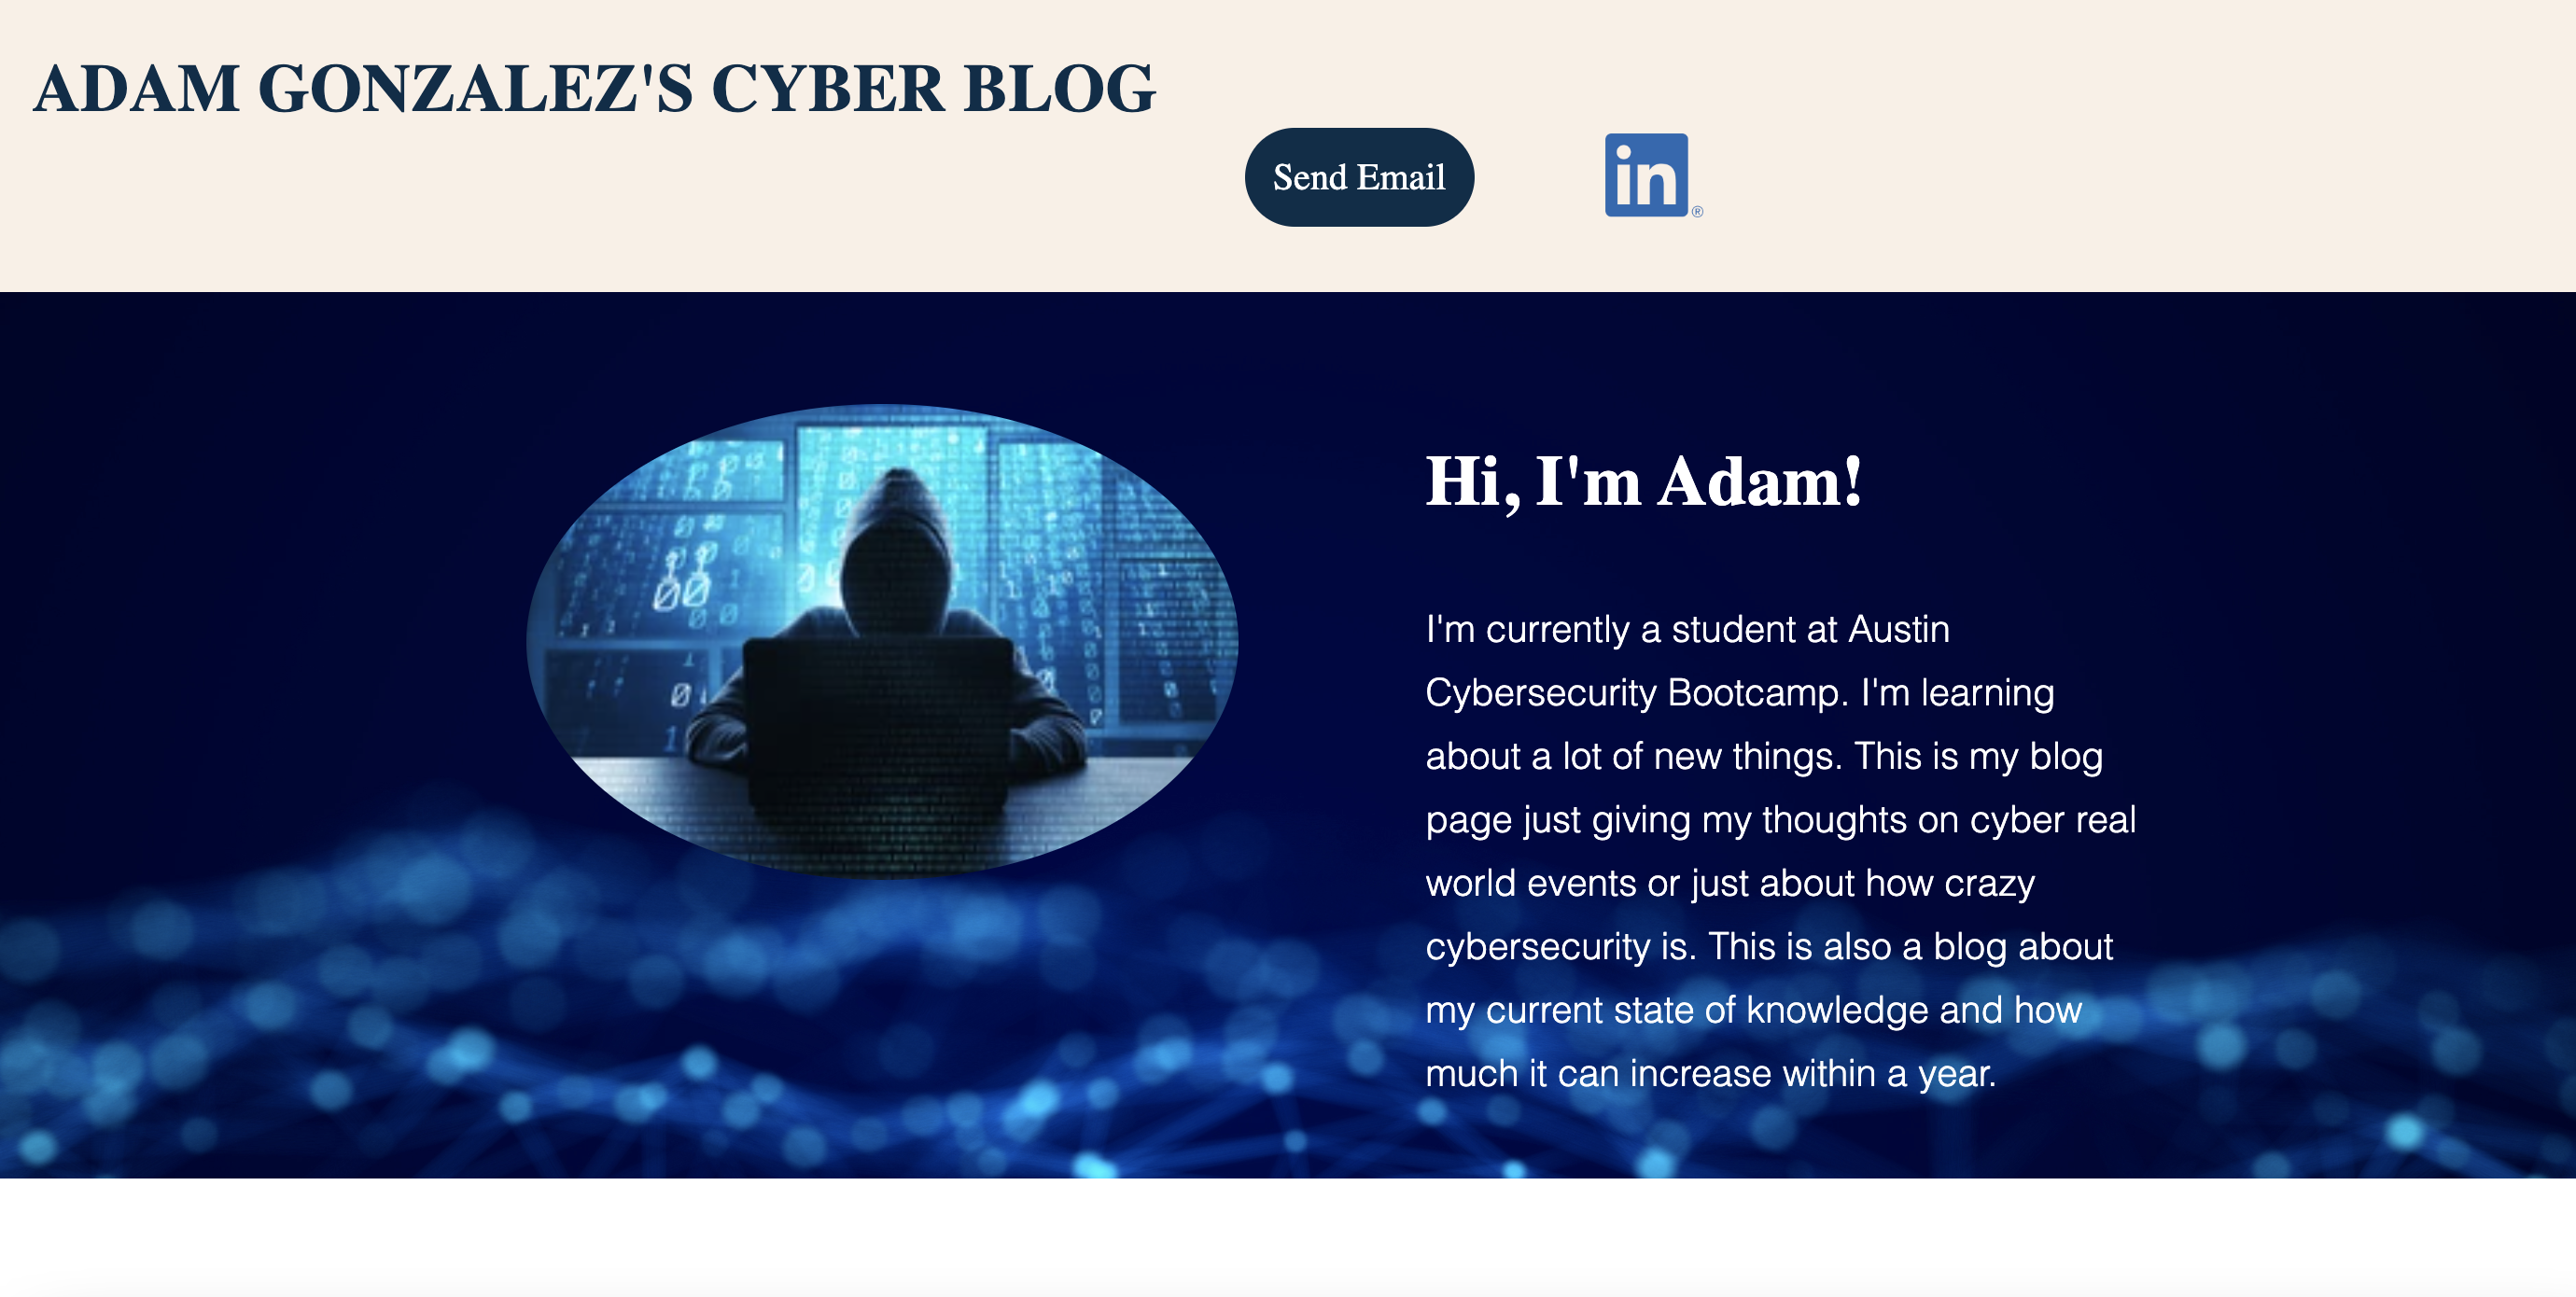 ADAM GONZALEZ'S CYBER BLOG
Send Email
in®
Hi, I'm Adam!
I'm currently a student at Austin
Cybersecurity Bootcamp. I'm learning
about a lot of new things. This is my blog
page just giving my thoughts on cyber real
world events or just about how crazy
cybersecurity is. This is also a blog about
my current state of knowledge and how
much it can increase within a year.